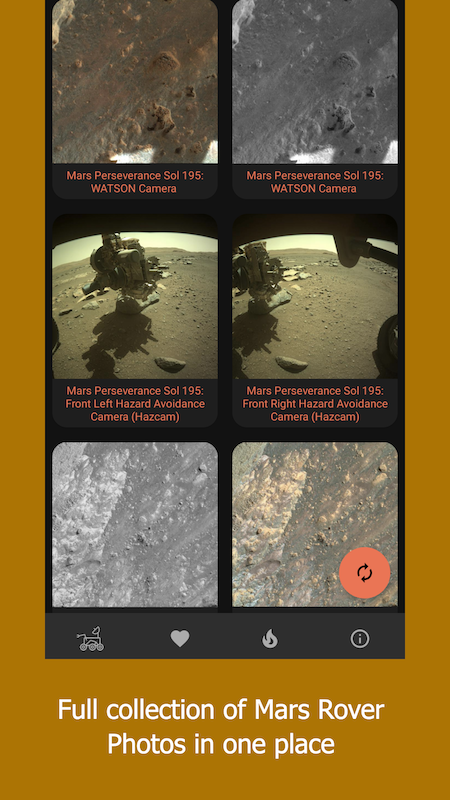 Mars Perseverance Sol 195:
WATSON Camera
Mars Perseverance Sol 195:
WATSON Camera
Mars Perseverance Sol 195:
Front Left Hazard Avoidance
Camera (Hazcam)
Mars Perseverance Sol 195:
Front Right Hazard Avoidance
Camera (Hazcam)
Full collection of Mars Rover
Photos in one place